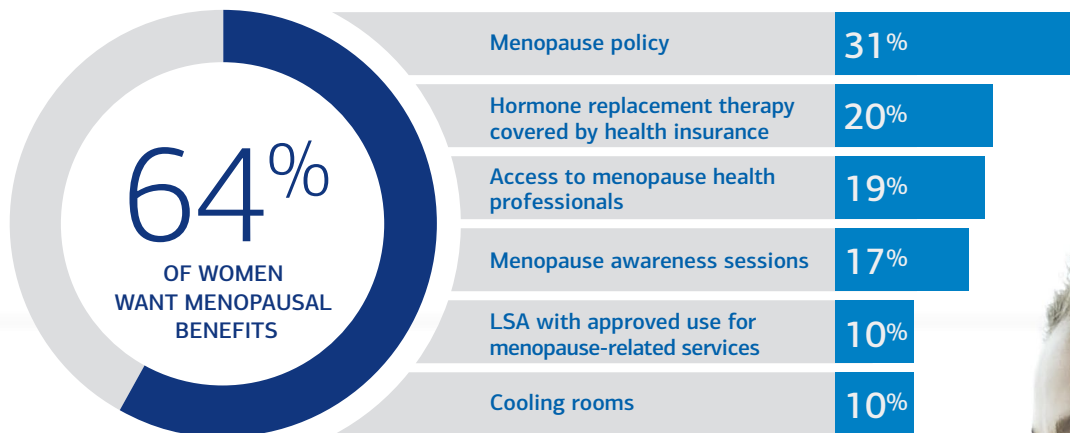 64%
OF WOMEN
WANT MENOPAUSAL
BENEFITS
Menopause policy
31%
Hormone replacement therapy
covered by health insurance
20%
Access to menopause health
professionals
19%
Menopause awareness sessions
17%
LSA with approved use for
menopause-related services
10%
Cooling rooms
10%